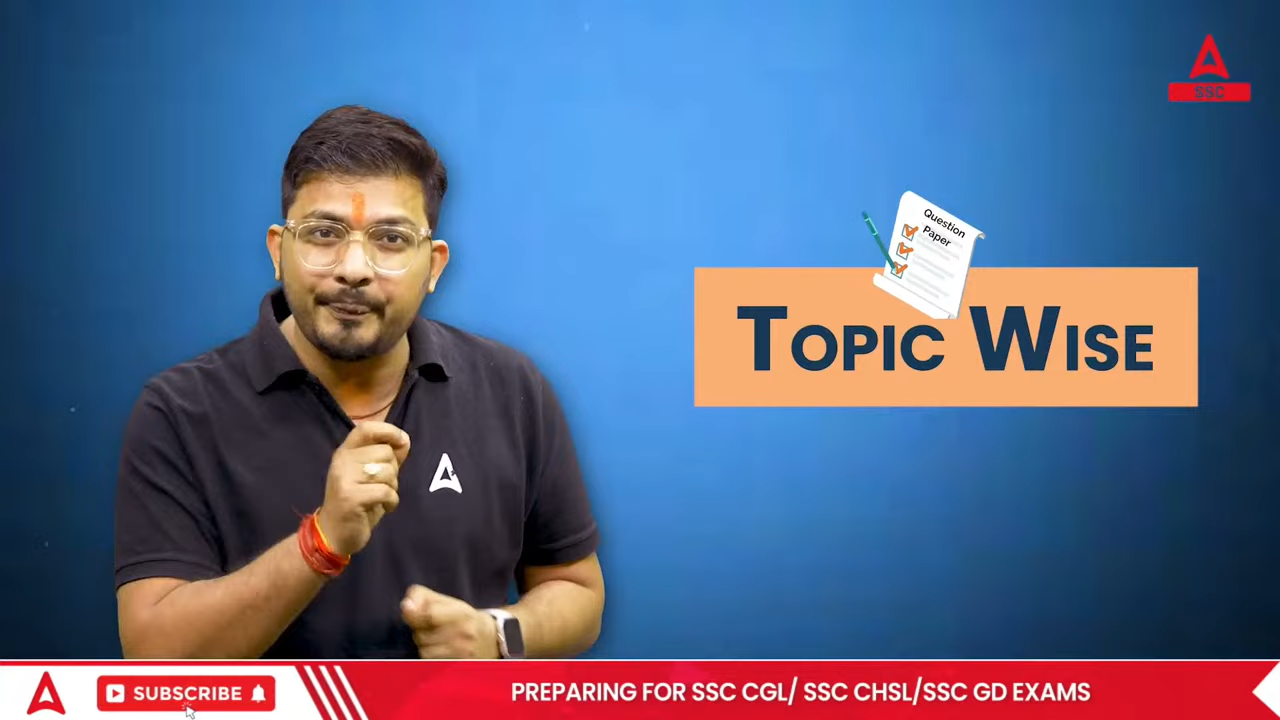 SSC
Question
Paper
TOPIC WISE
SUBSCRIBE
PREPARING FOR SSC CGL/ SSC CHSL/SSC GD EXAMS